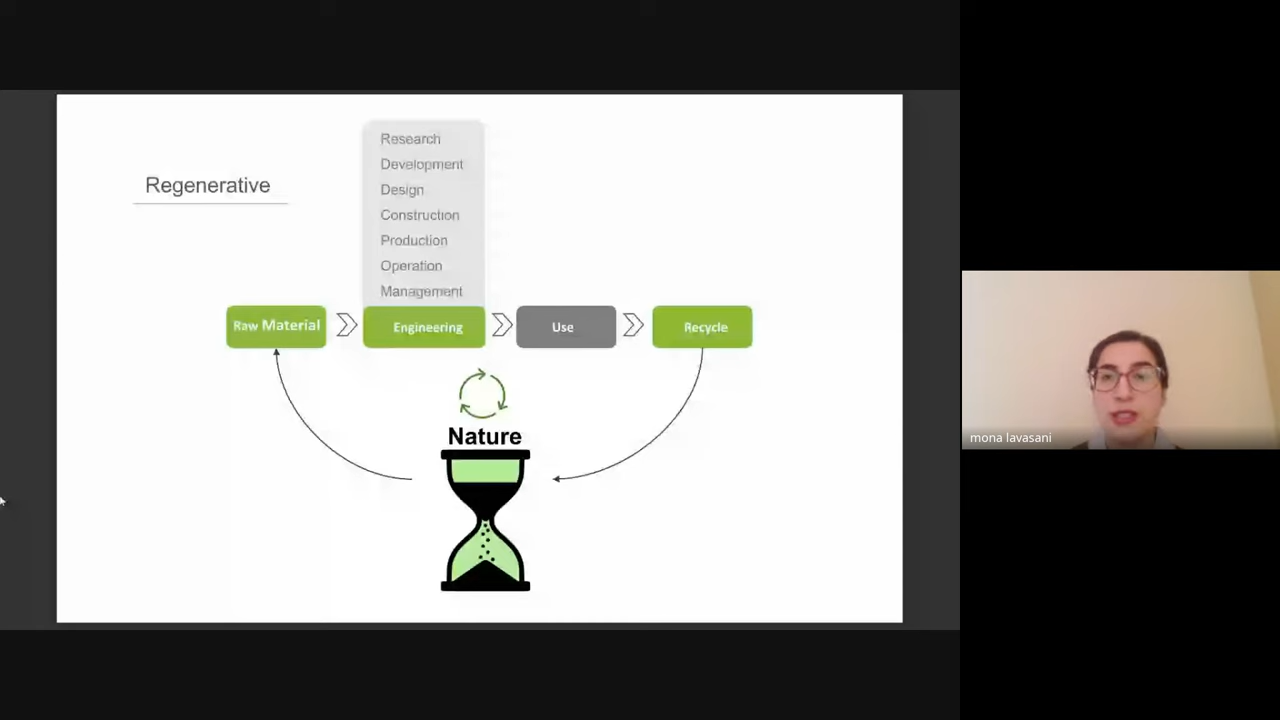 Regenerative
Research
Development
Design
Construction
Production
Operation
Management
Raw Material
Engineering
Use
Recycle
Nature
mona lavasani